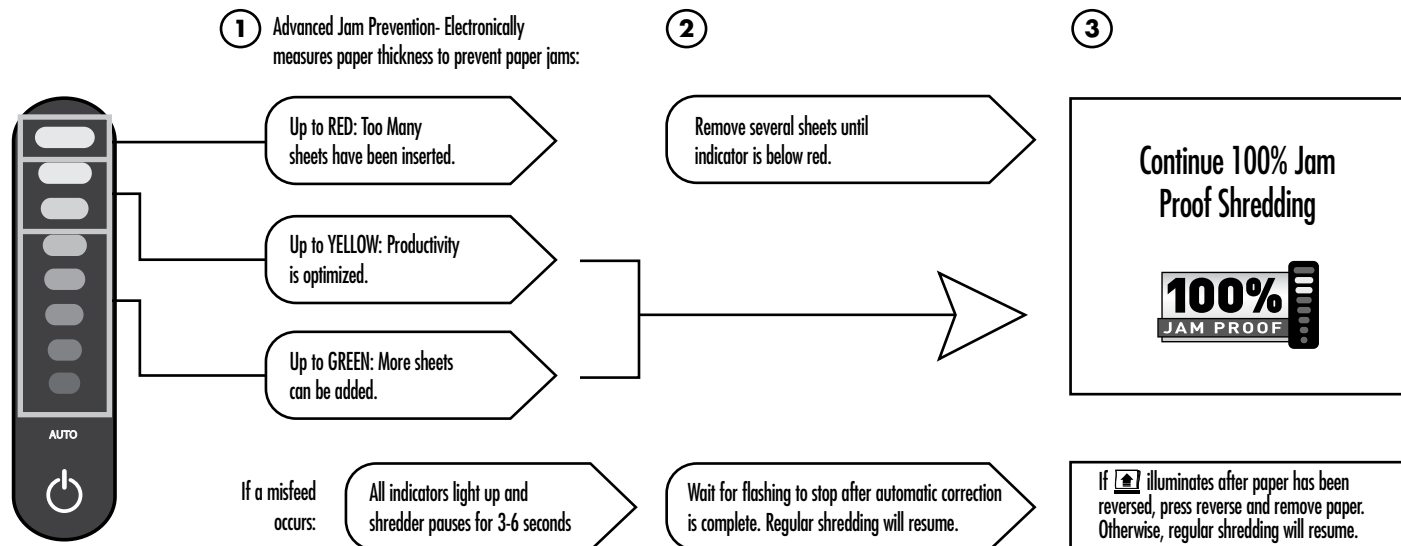 1
Advanced Jam Prevention- Electronically
measures paper thickness to prevent paper jams:
2
3
Up to RED: Too Many
sheets have been inserted.
Remove several sheets until
indicator is below red.
Continue 100% Jam
Proof Shredding
100%
JAM PROOF
Up to YELLOW: Productivity
is optimized.
Up to GREEN: More sheets
can be added.
AUTO
If a misfeed
occurs:
All indicators light up and
shredder pauses for 3-6 seconds
Wait for flashing to stop after automatic correction
is complete. Regular shredding will resume.
If illuminates after paper has been
reversed, press reverse and remove paper.
Otherwise, regular shredding will resume.